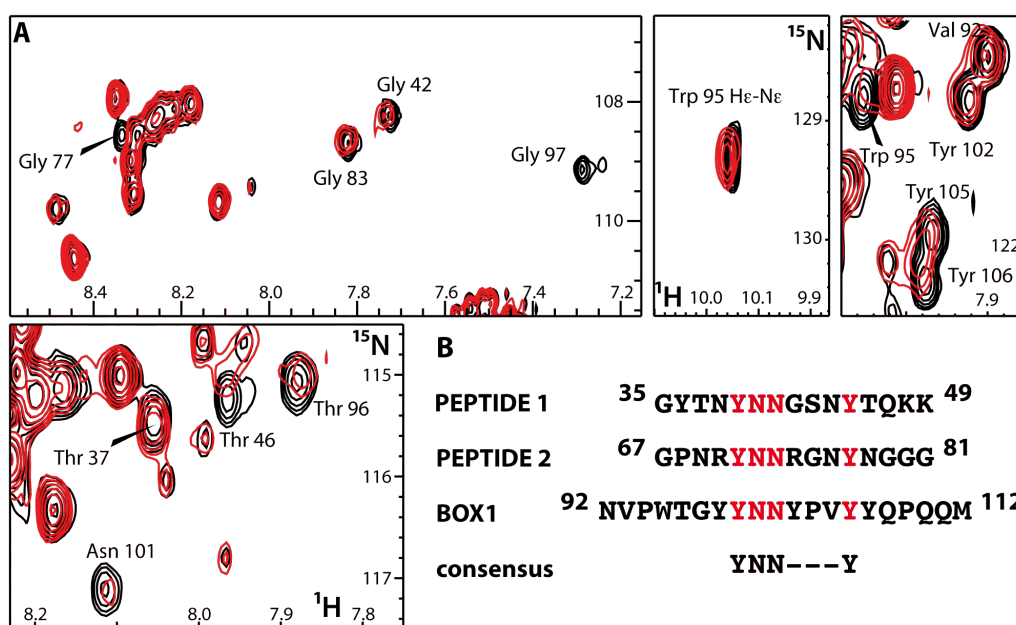 A
Gly 42
Gly 77
Gly 83
Gly 97
108
110
8.4
8.2
8.0
7.8
7.6
7.4
7.2
15N
Trp 95 Hε-Nε
129
130
1H
10.0
10.1
9.9
Val 92
Trp 95
Tyr 102
Tyr 105
122
Tyr 106
7.9
15N
115
Thr 96
Thr 46
Thr 37
116
Asn 101
117
1H
8.2
8.0
7.9
7.8
B
PEPTIDE 1 35 GYTNYNNGSNYTQKK 49
PEPTIDE 2 67 GPNRYNNRGNYNGGG 81
BOX1 92 NVPWTGYYNNYPVYYQPQQM 112
consensus YNN---Y